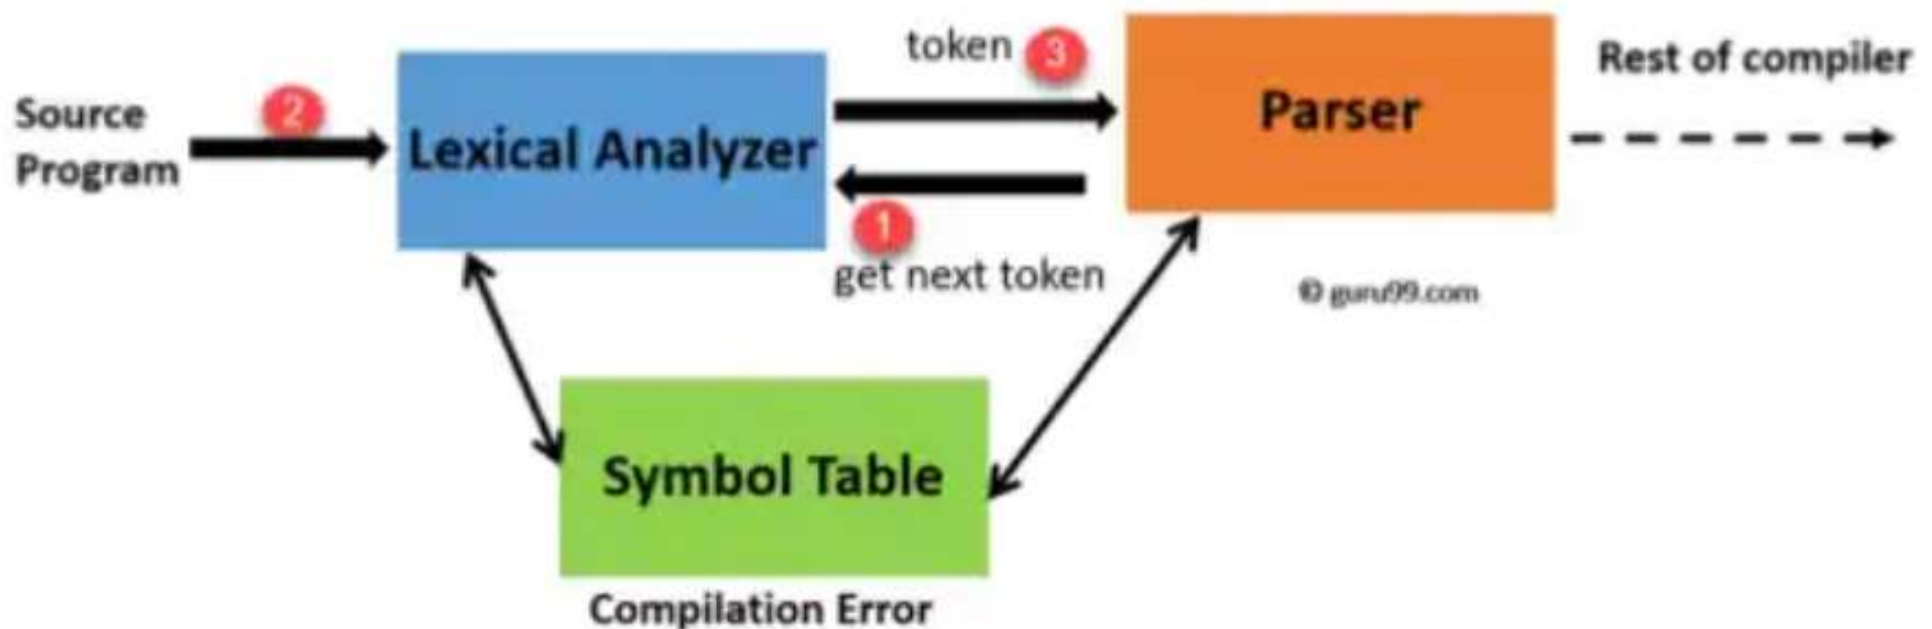 Source
Program
2
Lexical Analyzer
token 3
1
get next token
Parser
Rest of compiler
© guru99.com
Symbol Table
Compilation Error